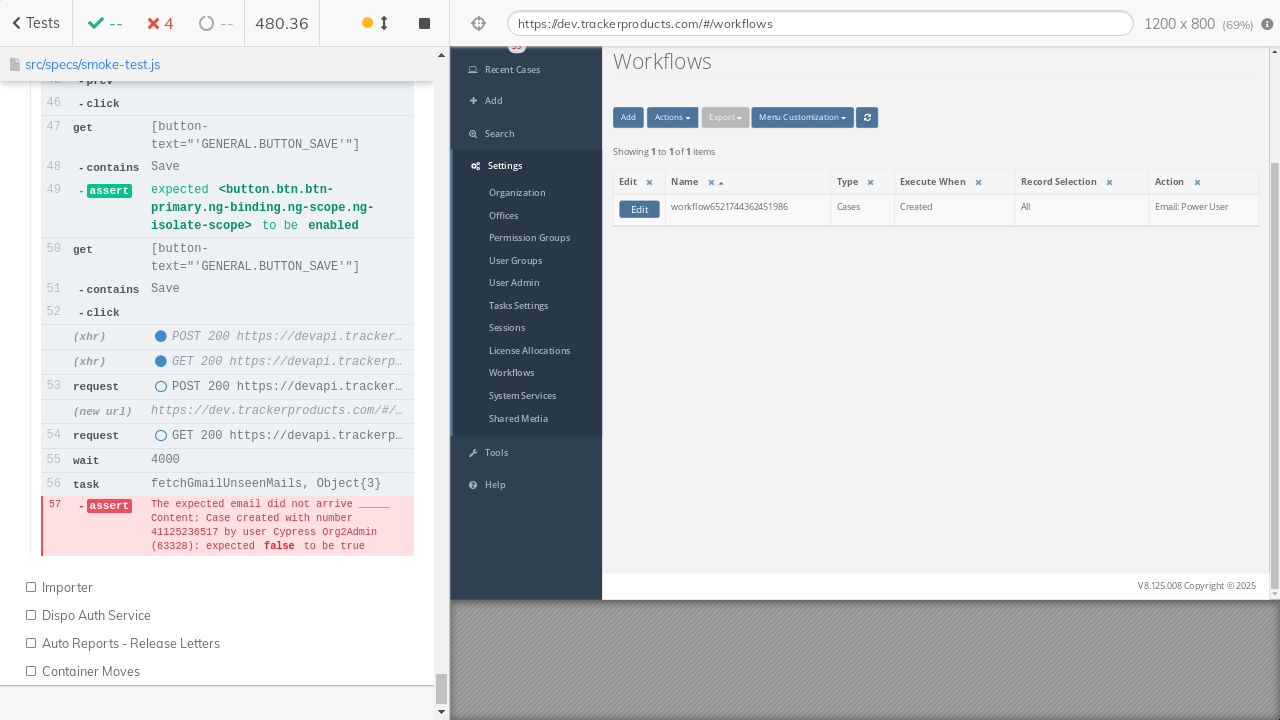 Tests
--
4
--
480.36
https://dev.trackerproducts.com/#/workflows
1200 x 800 (69%)
src/specs/smoke-test.js
-prev
46 -click
47 get [button-
text="'GENERAL.BUTTON_SAVE'"]
48 -contains Save
49 -assert expected <button.btn.btn-
primary.ng-binding.ng-scope.ng-
isolate-scope> to be enabled
50 get [button-
text="'GENERAL.BUTTON_SAVE'"]
51 -contains Save
52 -click
(xhr) POST 200 https://devapi.tracker…
(xhr) GET 200 https://devapi.trackerp…
53 request POST 200 https://devapi.tracker…
(new url) https://dev.trackerproducts.com/#/…
54 request GET 200 https://devapi.trackerp…
55 wait 4000
56 task fetchGmailUnseenMails, Object{3}
57 -assert The expected email did not arrive _____
Content: Case created with number
41125236517 by user Cypress Org2Admin
(63328): expected false to be true
Importer
Dispo Auth Service
Auto Reports - Release Letters
Container Moves
Recent Cases
Add
Search
Settings
Organization
Offices
Permission Groups
User Groups
User Admin
Tasks Settings
Sessions
License Allocations
Workflows
System Services
Shared Media
Tools
Help
Workflows
Add Actions Export Menu Customization
Showing 1 to 1 of 1 items
Edit Name Type Execute When Record Selection Action
Edit workflow6521744362451986 Cases Created All Email: Power User
V8.125.008 Copyright © 2025